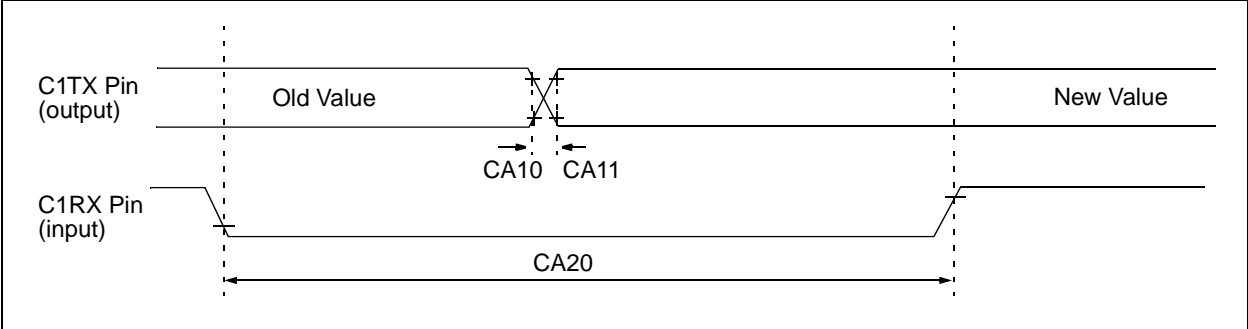 C1TX Pin
(output)
Old Value
New Value
CA10 CA11
C1RX Pin
(input)
CA20